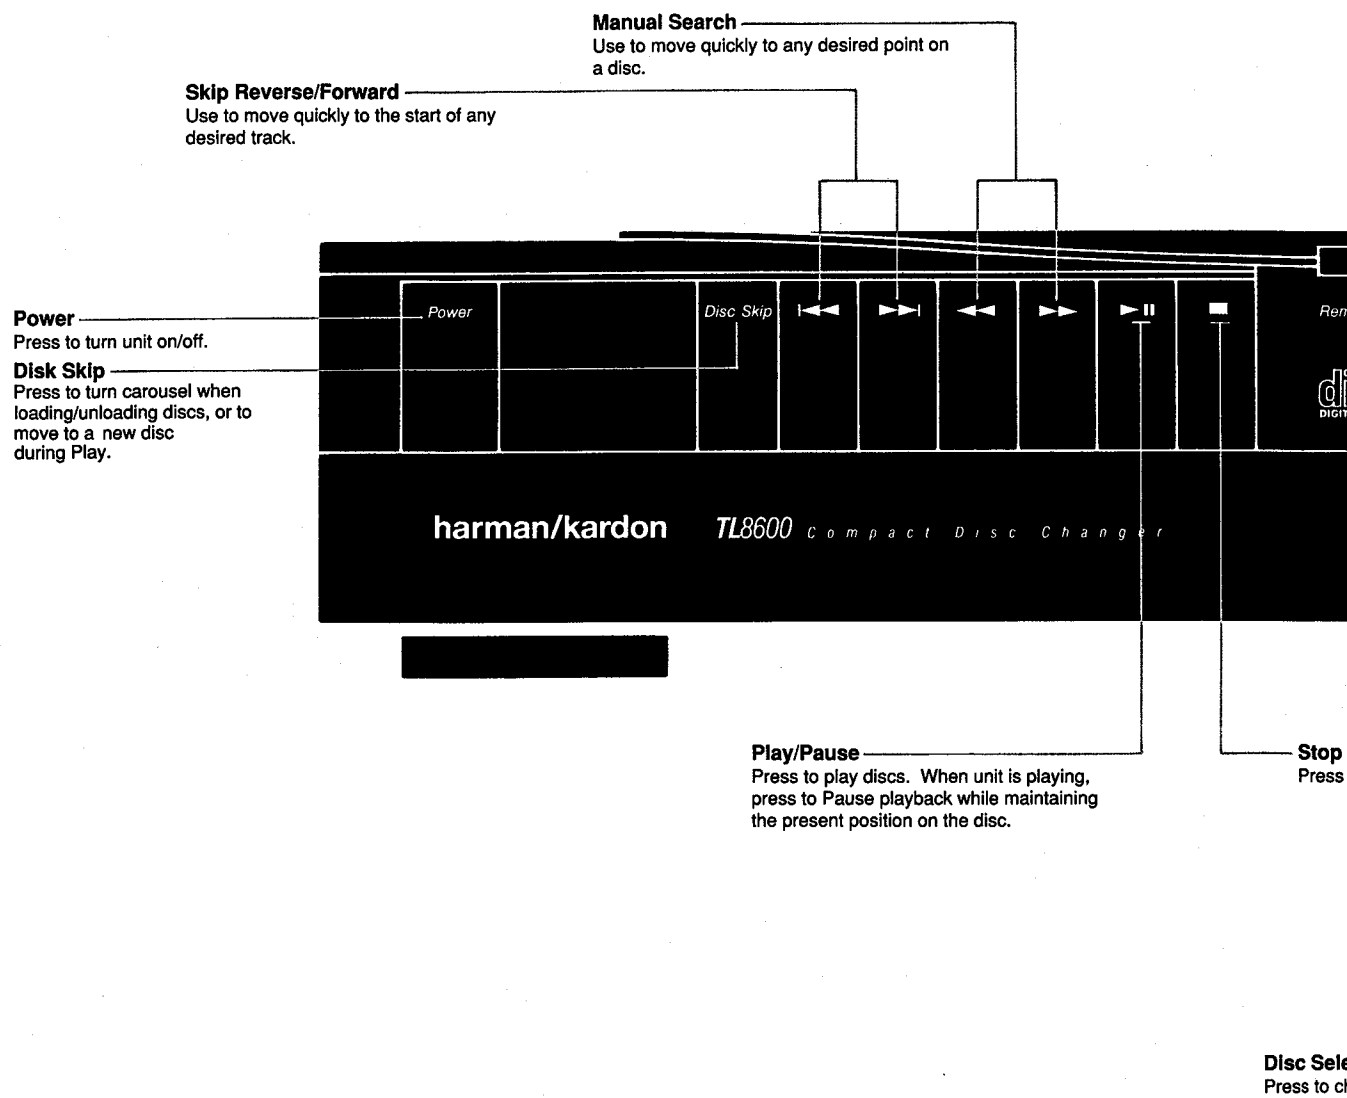 Manual Search
Use to move quickly to any desired point on
a disc.
Skip Reverse/Forward
Use to move quickly to the start of any
desired track.
Power
Press to turn unit on/off.
Disk Skip
Press to turn carousel when
loading/unloading discs, or to
move to a new disc
during Play.
Power
Disc Skip
harman/kardon
TL8600 Compact Disc Changer
Play/Pause
Press to play discs. When unit is playing,
press to Pause playback while maintaining
the present position on the disc.
Stop
Press
Press to